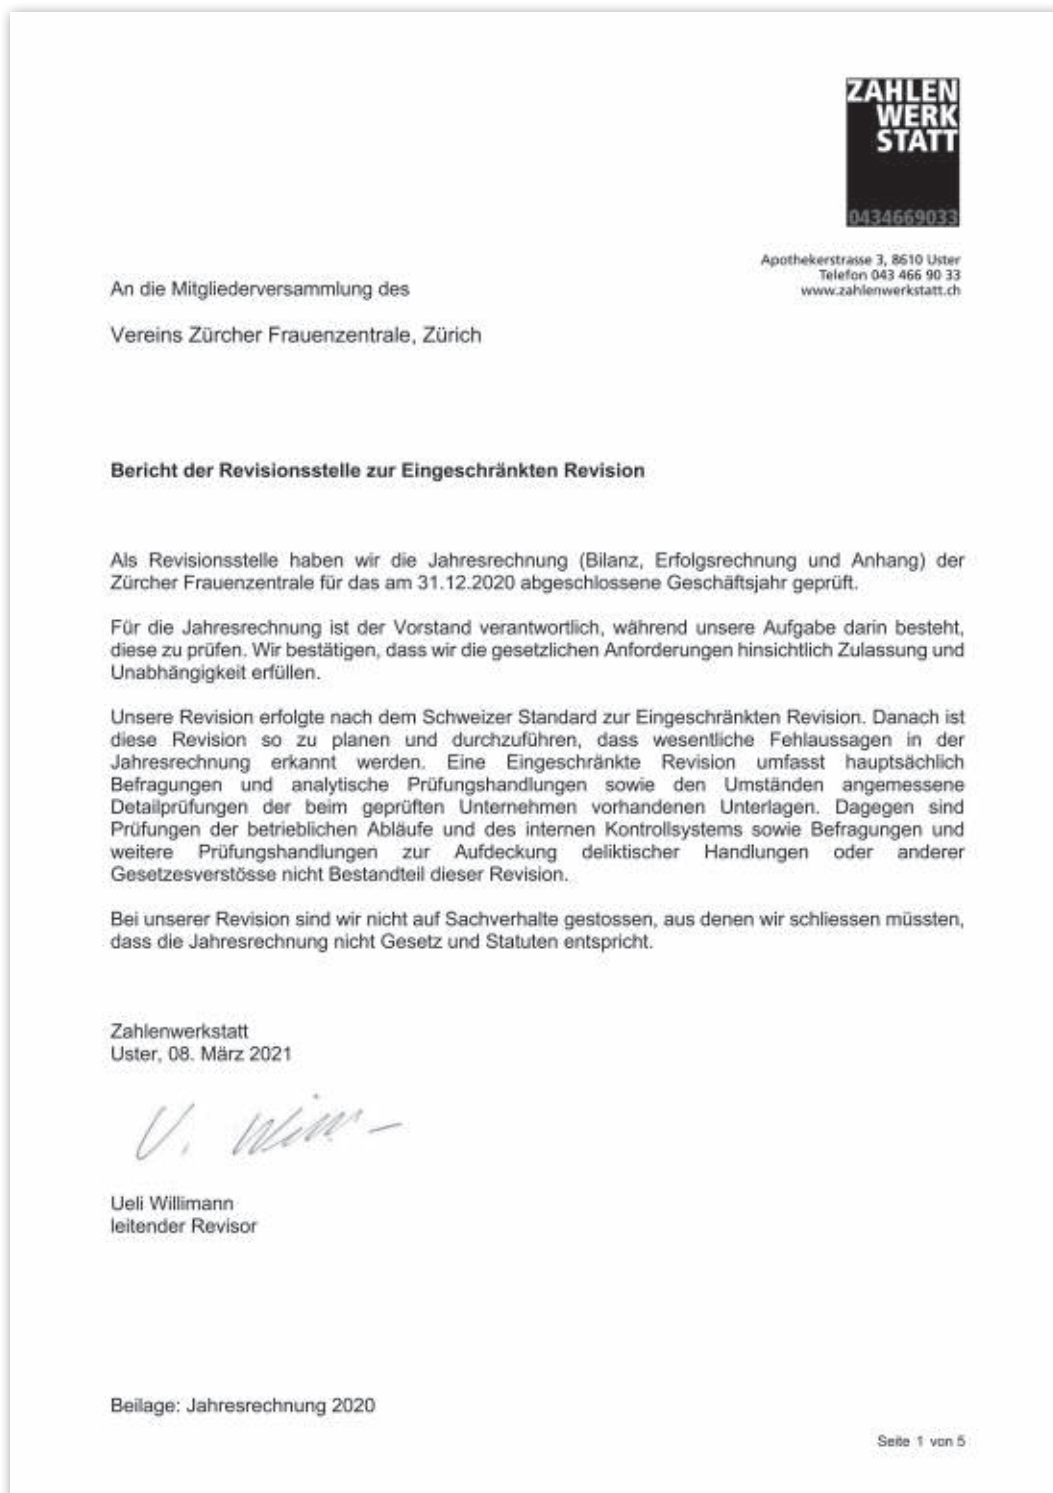 ZAHLEN
WERK
STATT
0434669033
Apothekerstrasse 3, 8610 Uster
Telefon 043 466 90 33
www.zahlenwerkstatt.ch
An die Mitgliederversammlung des
Vereins Zürcher Frauenzentrale, Zürich
Bericht der Revisionsstelle zur Eingeschränkten Revision
Als Revisionsstelle haben wir die Jahresrechnung (Bilanz, Erfolgsrechnung und Anhang) der
Zürcher Frauenzentrale für das am 31.12.2020 abgeschlossene Geschäftsjahr geprüft.
Für die Jahresrechnung ist der Vorstand verantwortlich, während unsere Aufgabe darin besteht,
diese zu prüfen. Wir bestätigen, dass wir die gesetzlichen Anforderungen hinsichtlich Zulassung und
Unabhängigkeit erfüllen.
Unsere Revision erfolgte nach dem Schweizer Standard zur Eingeschränkten Revision. Danach ist
diese Revision so zu planen und durchzuführen, dass wesentliche Fehlaussagen in der
Jahresrechnung erkannt werden. Eine Eingeschränkte Revision umfasst hauptsächlich
Befragungen und analytische Prüfungshandlungen sowie den Umständen angemessene
Detailprüfungen der beim geprüften Unternehmen vorhandenen Unterlagen. Dagegen sind
Prüfungen der betrieblichen Abläufe und des internen Kontrollsystems sowie Befragungen und
weitere Prüfungshandlungen zur Aufdeckung deliktischer Handlungen oder anderer
Gesetzesverstösse nicht Bestandteil dieser Revision.
Bei unserer Revision sind wir nicht auf Sachverhalte gestossen, aus denen wir schliessen müssten,
dass die Jahresrechnung nicht Gesetz und Statuten entspricht.
Zahlenwerkstatt
Uster, 08. März 2021
Ueli Willimann
leitender Revisor
Beilage: Jahresrechnung 2020
Seite 1 von 5